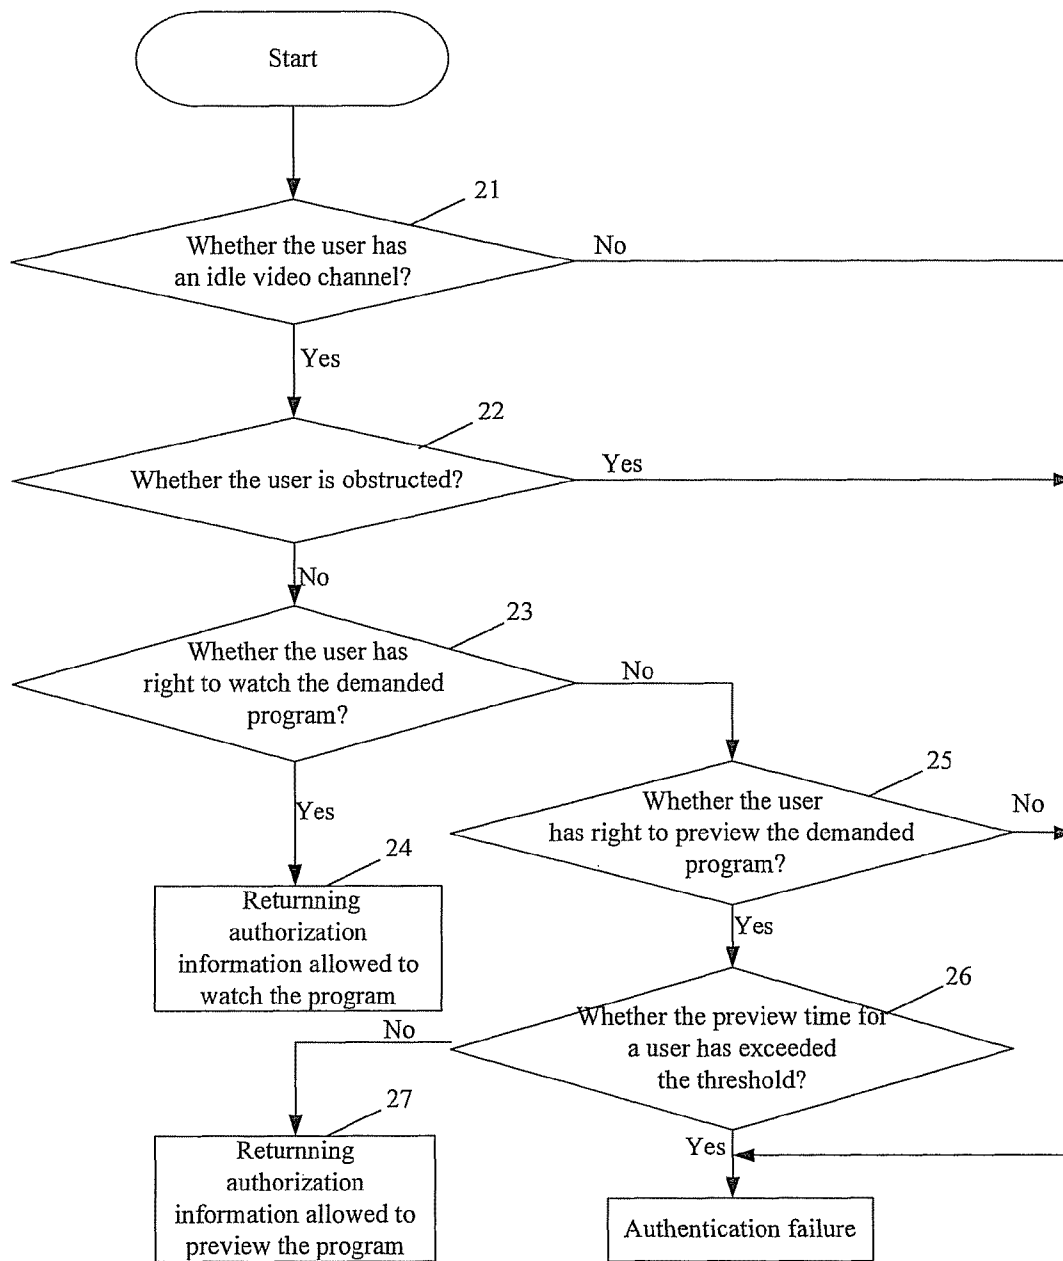 Start
21
Whether the user has
an idle video channel?
No
Yes
22
Whether the user is obstructed?
Yes
No
23
Whether the user has
right to watch the demanded
program?
No
Yes
25
Whether the user
has right to preview the demanded
program?
No
24
Returnning
authorization
information allowed to
watch the program
Yes
26
Whether the preview time for
a user has exceeded
the threshold?
No
27
Returnning
authorization
information allowed to
preview the program
Yes
Authentication failure